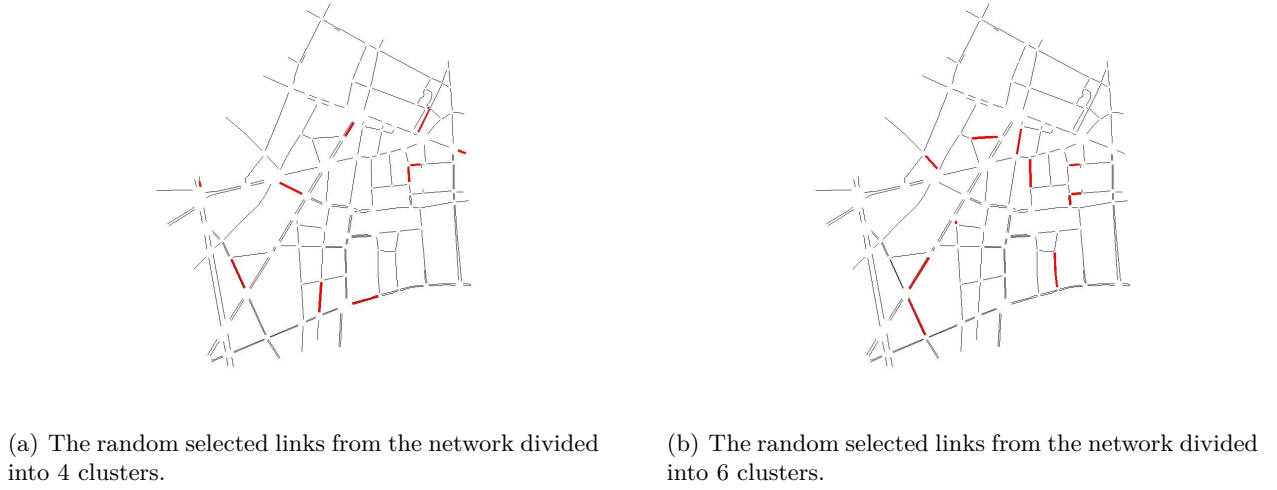 (a) The random selected links from the network divided
into 4 clusters.
(b) The random selected links from the network divided
into 6 clusters.